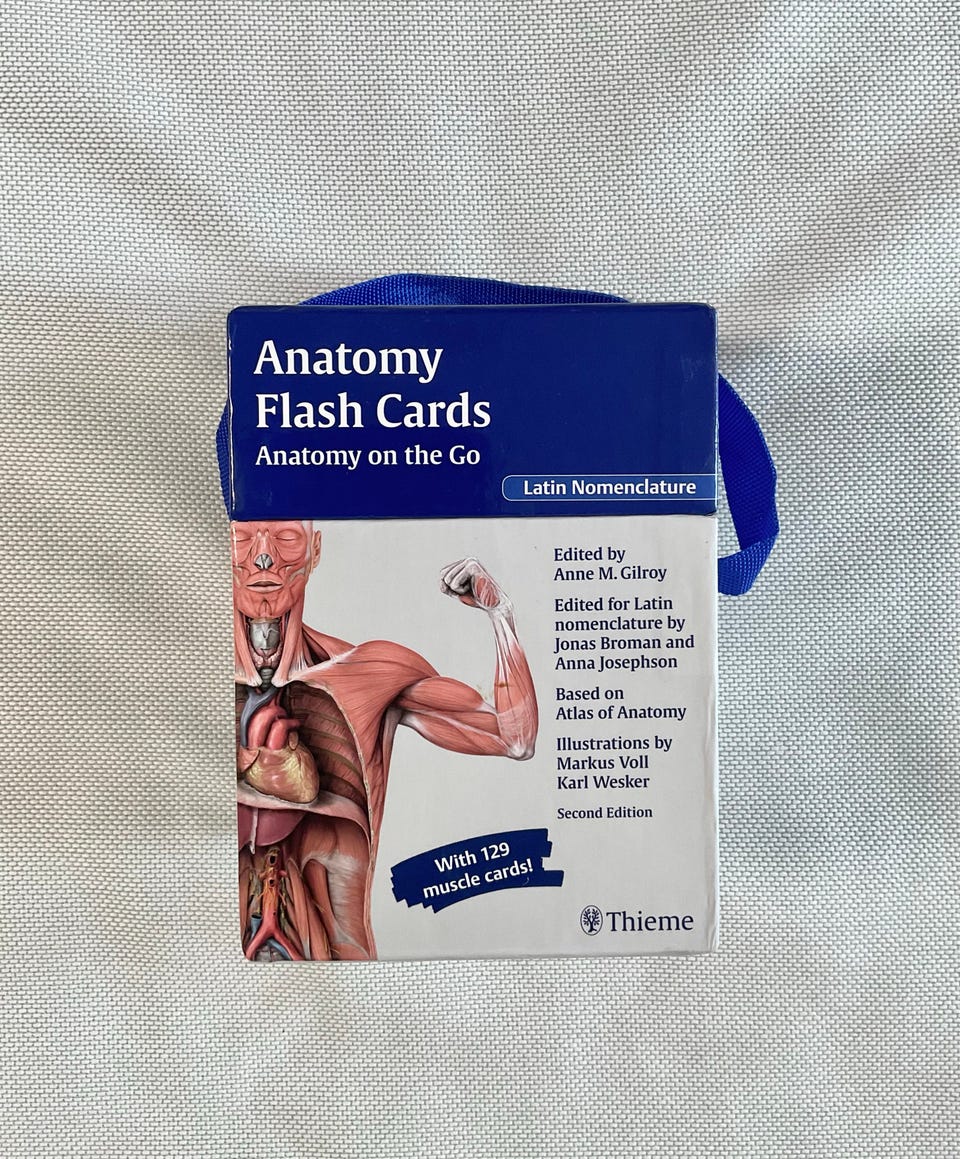 Anatomy
Flash Cards
Anatomy on the Go
Latin Nomenclature
Edited by
Anne M. Gilroy
Edited for Latin
nomenclature by
Jonas Broman and
Anna Josephson
Based on
Atlas of Anatomy
Illustrations by
Markus Voll
Karl Wesker
Second Edition
With 129
muscle cards!
Thieme